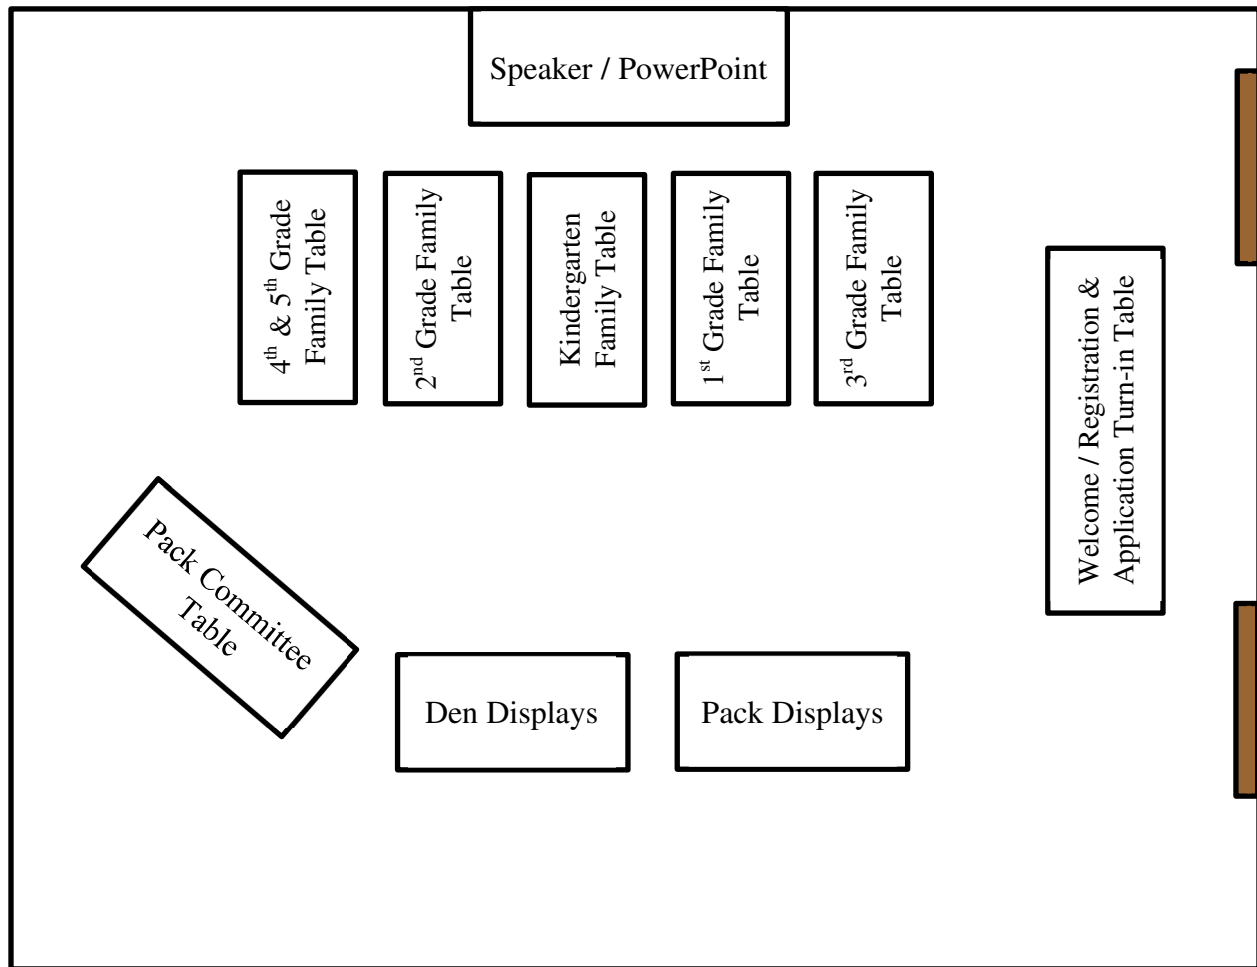 Speaker / PowerPoint
4th & 5th Grade
Family Table
2nd Grade Family
Table
Kindergarten
Family Table
1st Grade Family
Table
3rd Grade Family
Table
Welcome / Registration &
Application Turn-in Table
Pack Committee
Table
Den Displays
Pack Displays